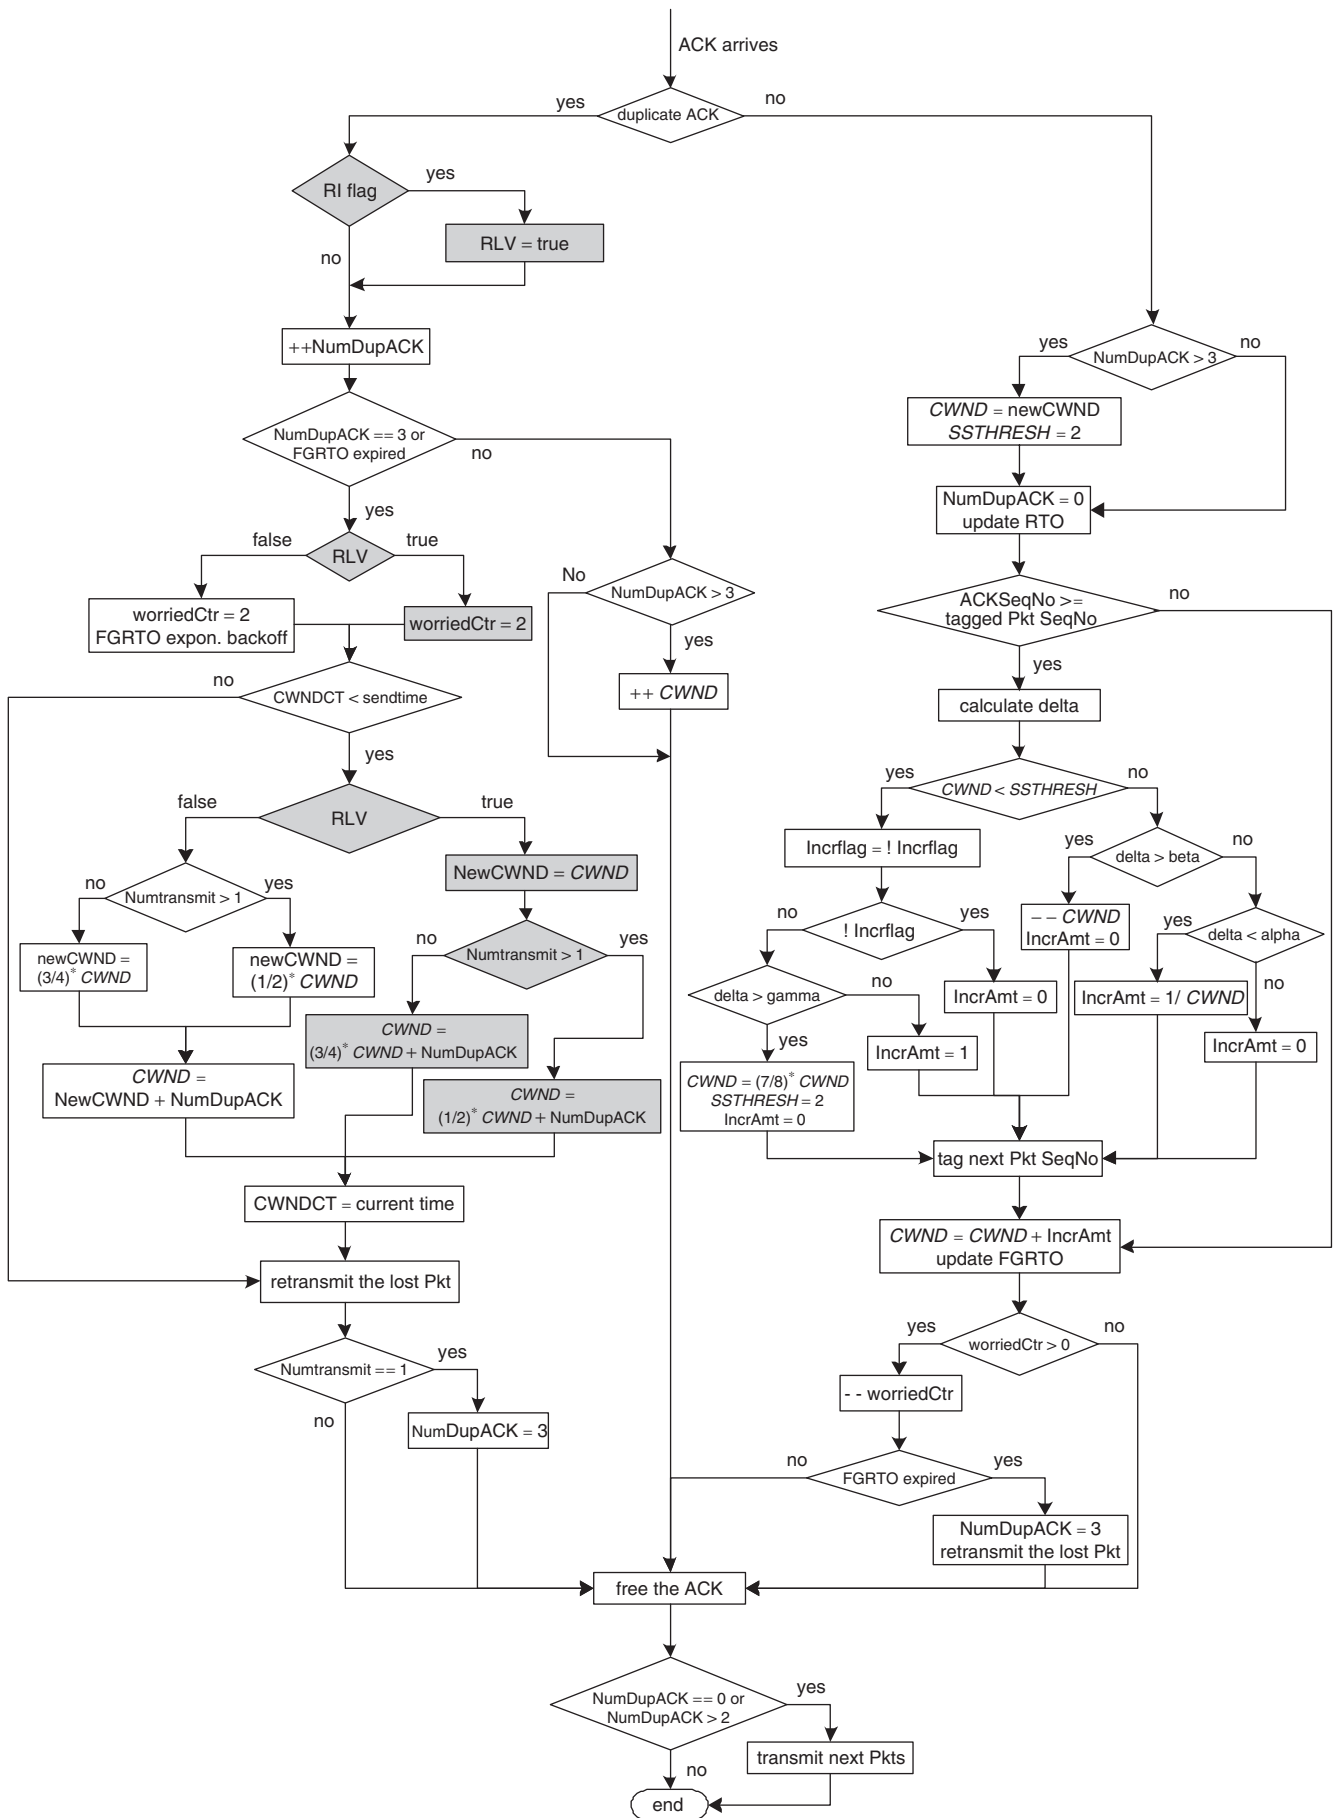 ACK arrives
yes
duplicate ACK
no
RI flag
yes
RLV = true
no
++NumDupACK
yes
NumDupACK > 3
no
CWND = newCWND
SSTHRESH = 2
NumDupACK == 3 or
FGRTO expired
no
yes
NumDupACK = 0
update RTO
false
RLV
true
No
NumDupACK > 3
yes
++ CWND
ACKSeqNo >=
tagged Pkt SeqNo
no
yes
worriedCtr = 2
FGRTO expon. backoff
worriedCtr = 2
no
CWNDCT < sendtime
yes
calculate delta
yes
CWND < SSTHRESH
no
false
RLV
true
Incrflag = ! Incrflag
yes
delta > beta
no
no
Numtransmit > 1
yes
NewCWND = CWND
no
! Incrflag
yes
- - CWND
IncrAmt = 0
yes
delta < alpha
no
newCWND =
(3/4)* CWND
newCWND =
(1/2)* CWND
no
Numtransmit > 1
yes
delta > gamma
no
yes
IncrAmt = 0
IncrAmt = 1/ CWND
IncrAmt = 1
IncrAmt = 0
CWND =
(3/4)* CWND + NumDupACK
CWND =
NewCWND + NumDupACK
CWND =
(1/2)* CWND + NumDupACK
CWND = (7/8)* CWND
SSTHRESH = 2
IncrAmt = 0
tag next Pkt SeqNo
CWNDCT = current time
CWND = CWND + IncrAmt
update FGRTO
retransmit the lost Pkt
yes
worriedCtr > 0
no
Numtransmit == 1
yes
no
- - worriedCtr
NumDupACK = 3
no
FGRTO expired
yes
NumDupACK = 3
retransmit the lost Pkt
free the ACK
NumDupACK == 0 or
NumDupACK > 2
yes
transmit next Pkts
no
end